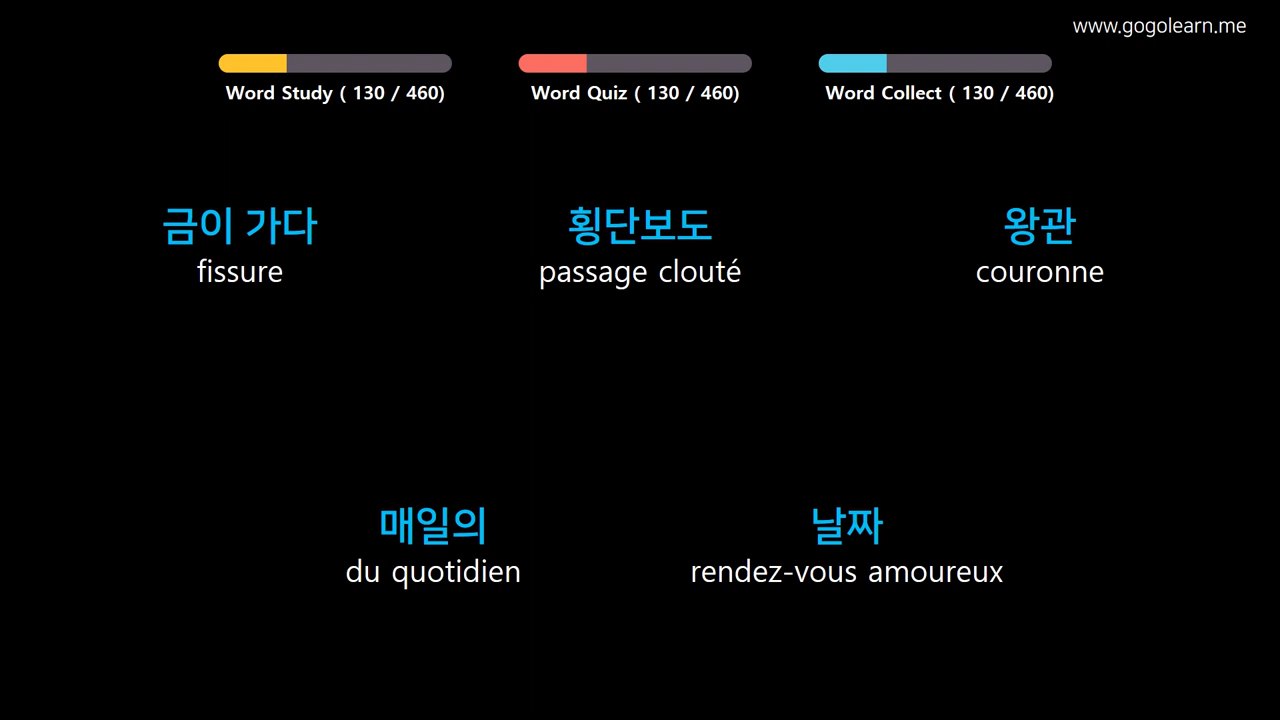 www.gogolearn.me
Word Study ( 130 / 460)
Word Quiz ( 130 / 460)
Word Collect ( 130 / 460)
금이 가다
fissure
횡단보도
passage clouté
왕관
couronne
매일의
du quotidien
날짜
rendez-vous amoureux